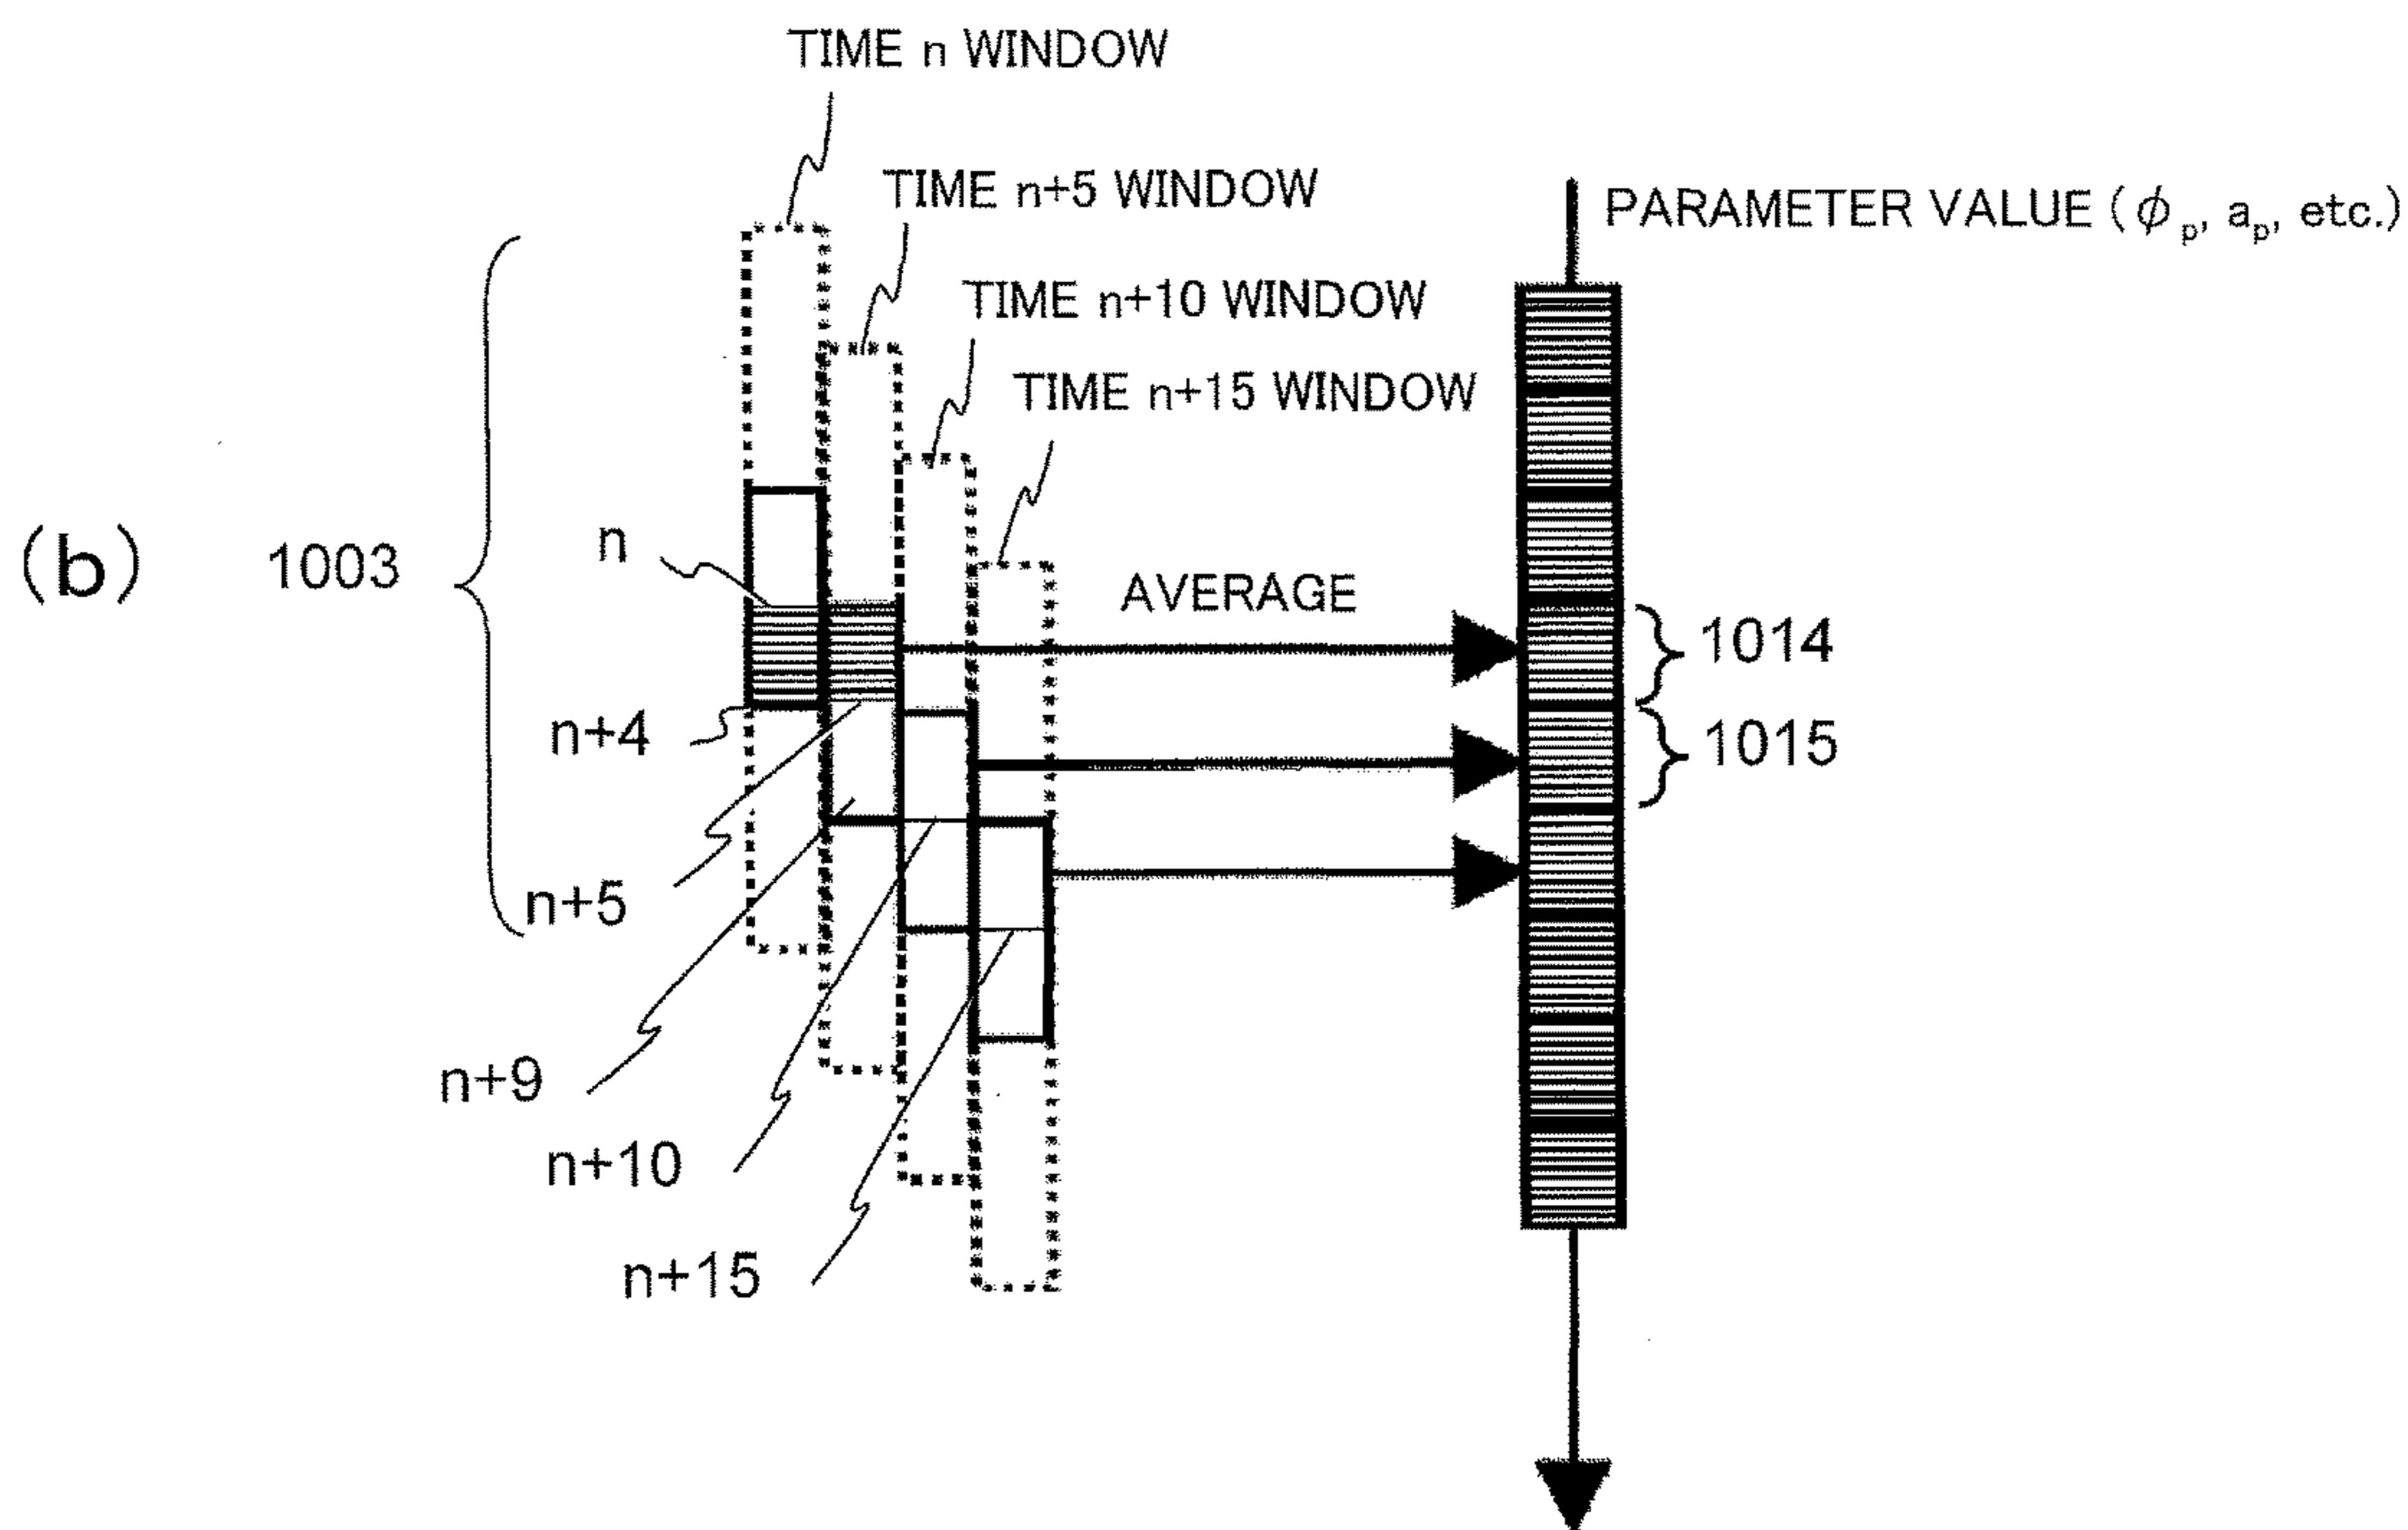 TIME n WINDOW
TIME n+5 WINDOW
PARAMETER VALUE (ϕp, ap, etc.)
TIME n+10 WINDOW
TIME n+15 WINDOW
(b)
1003
n
AVERAGE
1014
n+4
1015
n+5
n+9
n+10
n+15